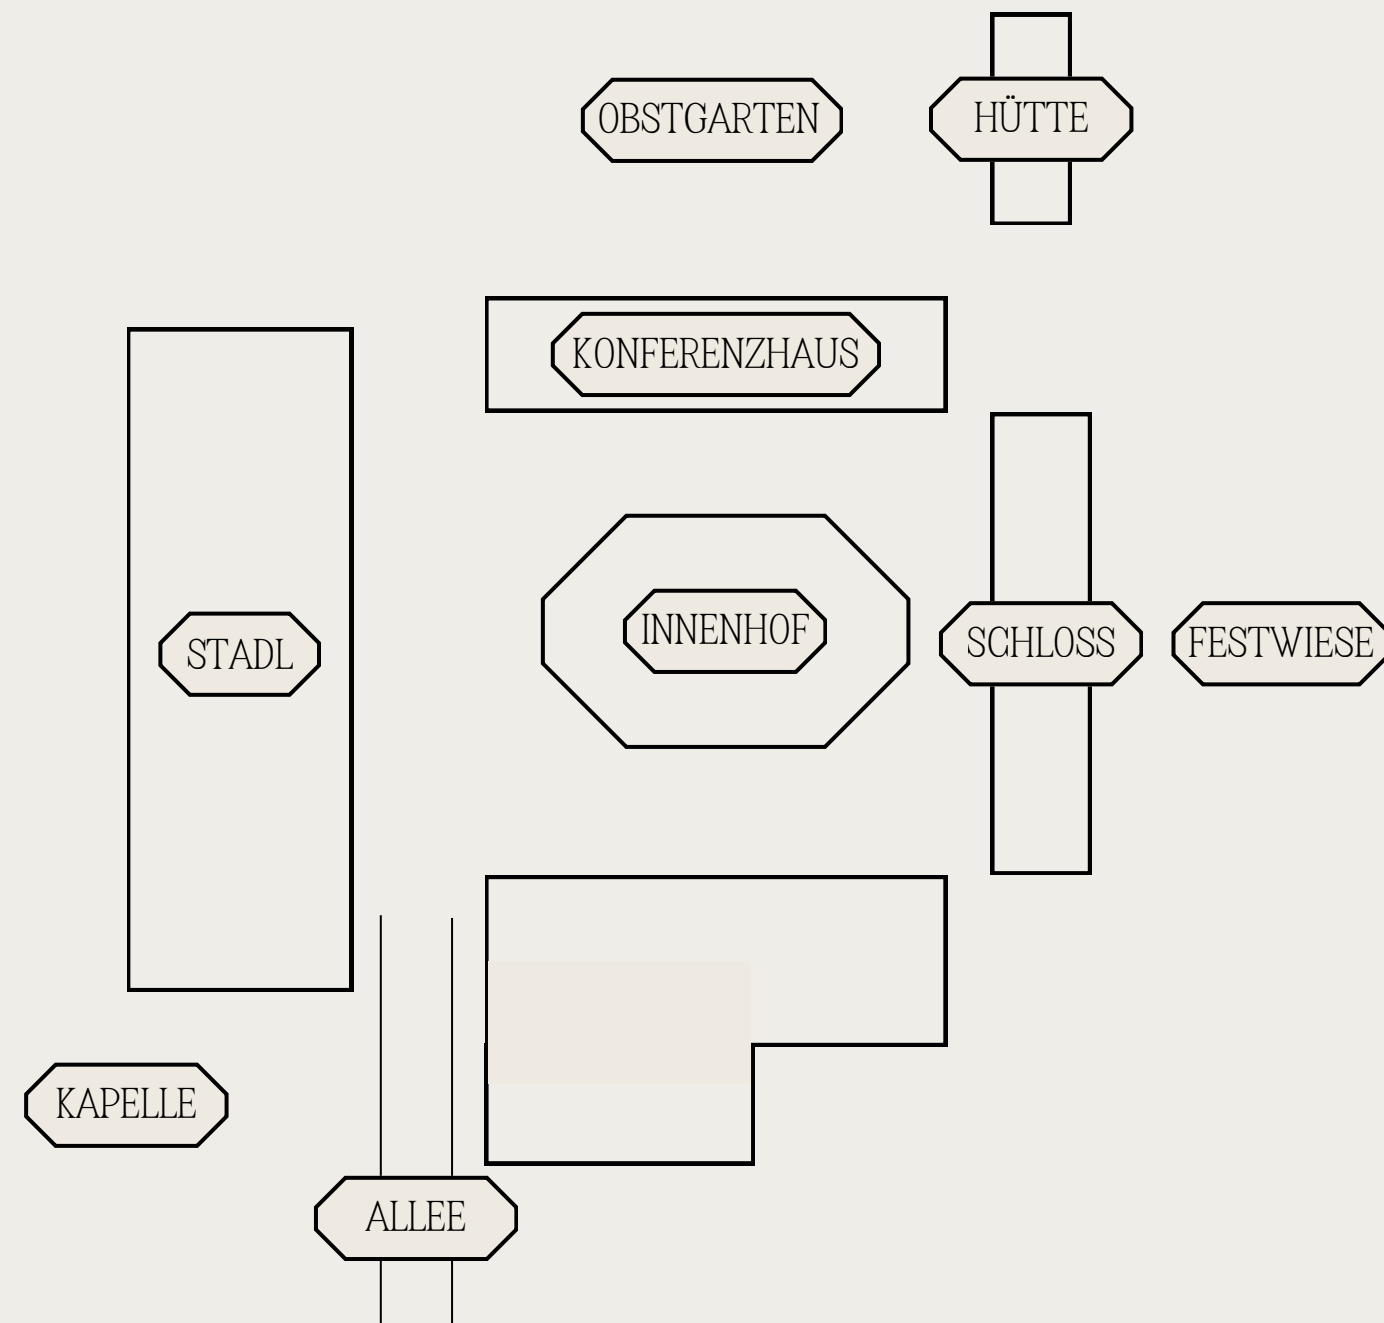 OBSTGARTEN
HÜTTE
KONFERENZHAUS
STADL
INNENHOF
SCHLOSS
FESTWIESE
KAPELLE
ALLEE